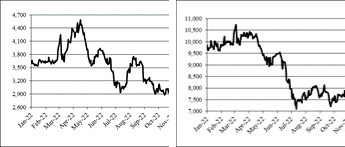 4,700
4,400
4,100
3,800
3,500
3,200
2,900
2,600
Jan-22
Feb-22
Mar-22
Apr-22
May-22
Jun-22
Jul-22
Aug-22
Sep-22
Oct-22
Nov-22
11,000
10,500
10,000
9,500
9,000
8,500
8,000
7,500
7,000
Jan-22
Feb-22
Mar-22
Apr-22
May-22
Jun-22
Jul-22
Aug-22
Sep-22
Oct-22